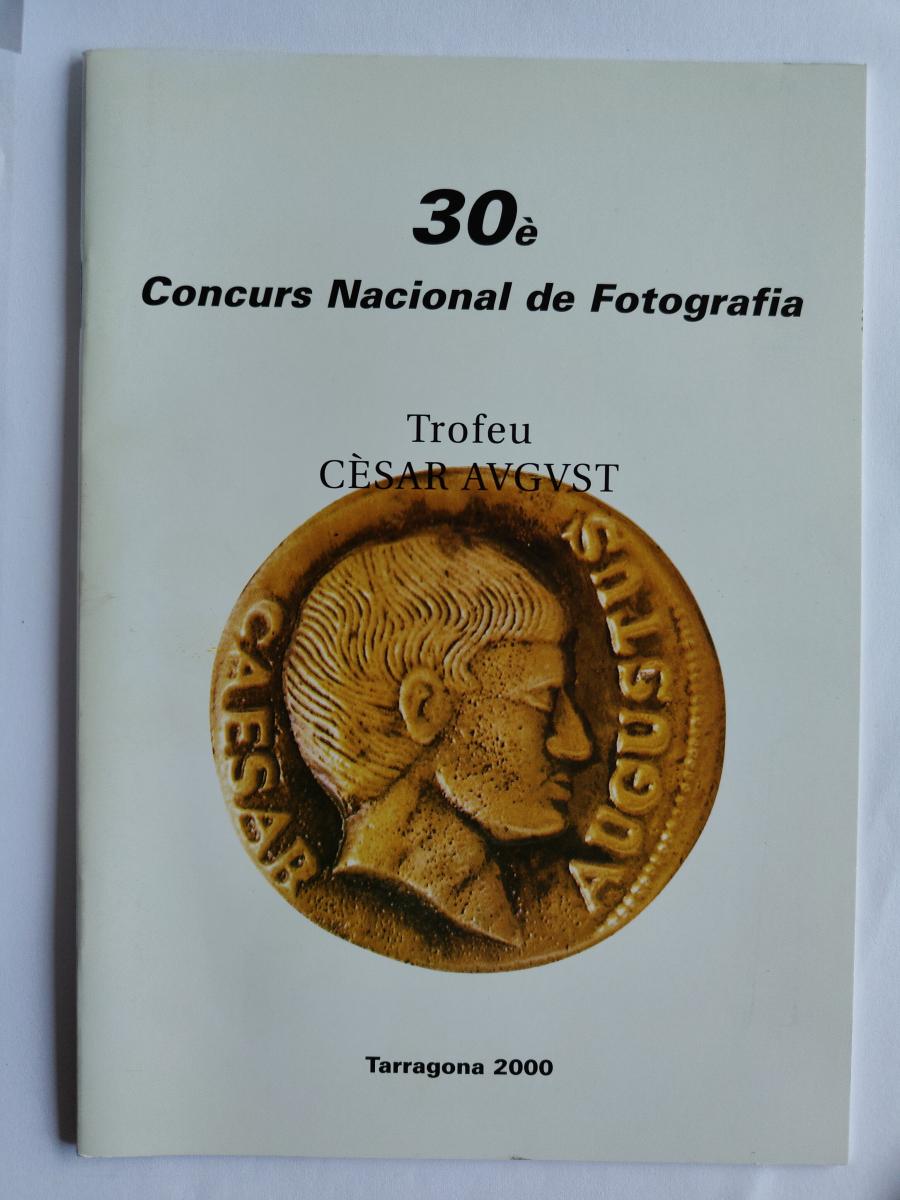 30è
Concurs Nacional de Fotografia
Trofeu
CÈSAR AVGVST
CAESAR
AUGUSTUS
Tarragona 2000